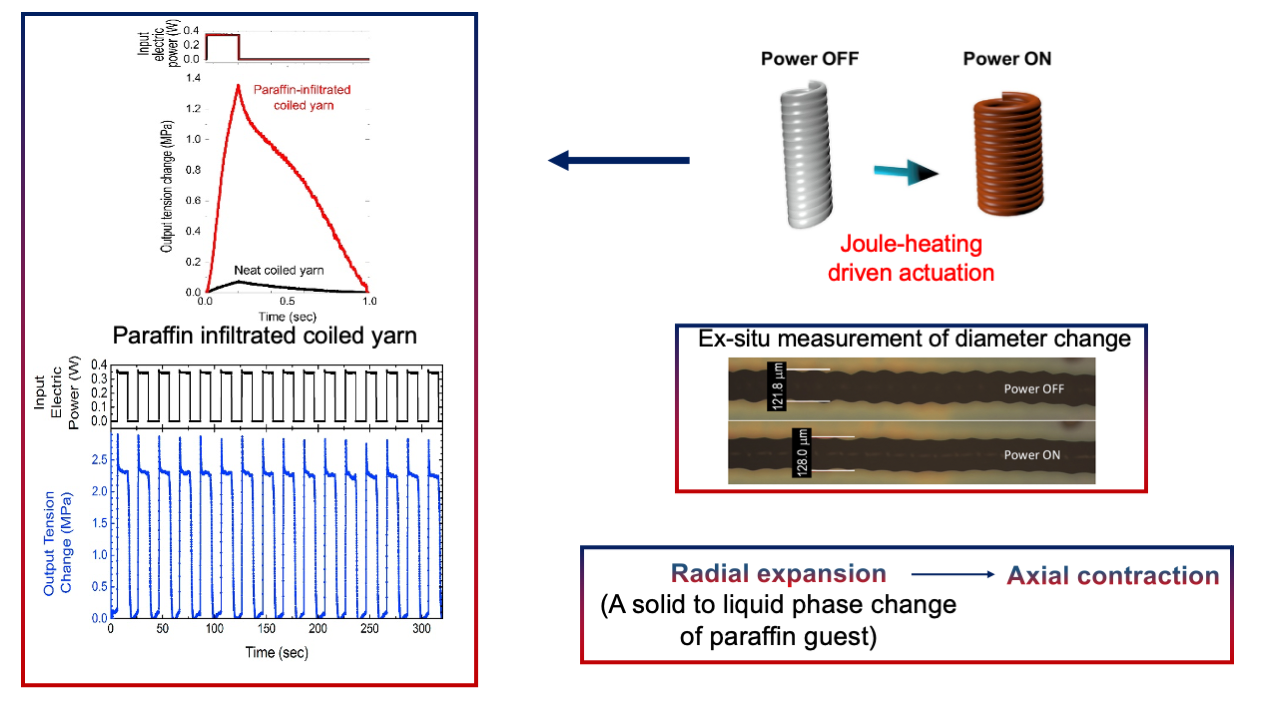 Input
electric
power (W)
0.4
0.2
0.0
Output tension change (MPa)
1.4
1.2
1.0
0.8
0.6
0.4
0.2
0.0
Paraffin-infiltrated
coiled yarn
Neat coiled yarn
0.0
0.5
1.0
Time (sec)
Paraffin infiltrated coiled yarn
Input
Electric
Power (W)
0.4
0.3
0.2
0.1
0.0
Output Tension
Change (MPa)
2.5
2.0
1.5
1.0
0.5
0.0
0
50
100
150
200
250
300
Time (sec)
Power OFF
Power ON
Joule-heating
driven actuation
Ex-situ measurement of diameter change
121.8 µm
Power OFF
128.0 µm
Power ON
Radial expansion
Axial contraction
(A solid to liquid phase change
of paraffin guest)